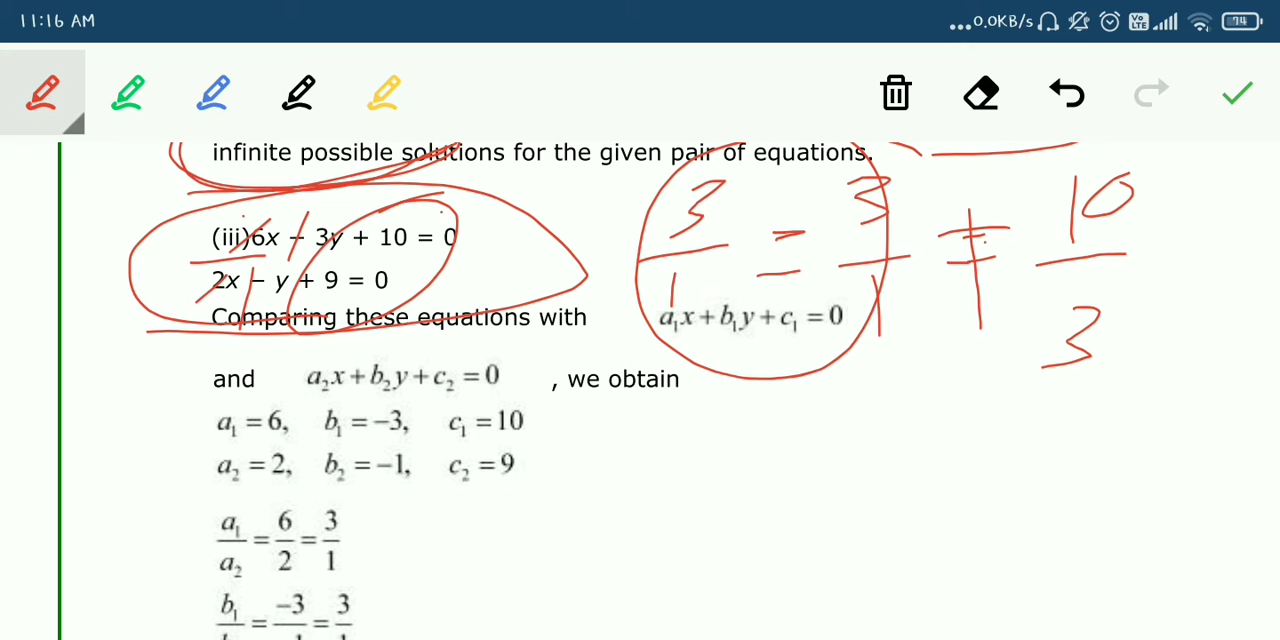 11:16 AM ...0.0KB/s Vo LTE 74
infinite possible solutions for the given pair of equations.
(iii)6x − 3y + 10 = 0
2x − y + 9 = 0
3/1 = 3/1 ≠ 10/3
Comparing these equations with a₁x + b₁y + c₁ = 0
and a₂x + b₂y + c₂ = 0 , we obtain
a₁ = 6, b₁ = −3, c₁ = 10
a₂ = 2, b₂ = −1, c₂ = 9
a₁/a₂ = 6/2 = 3/1
b₁/b = −3/−1 = 3/1